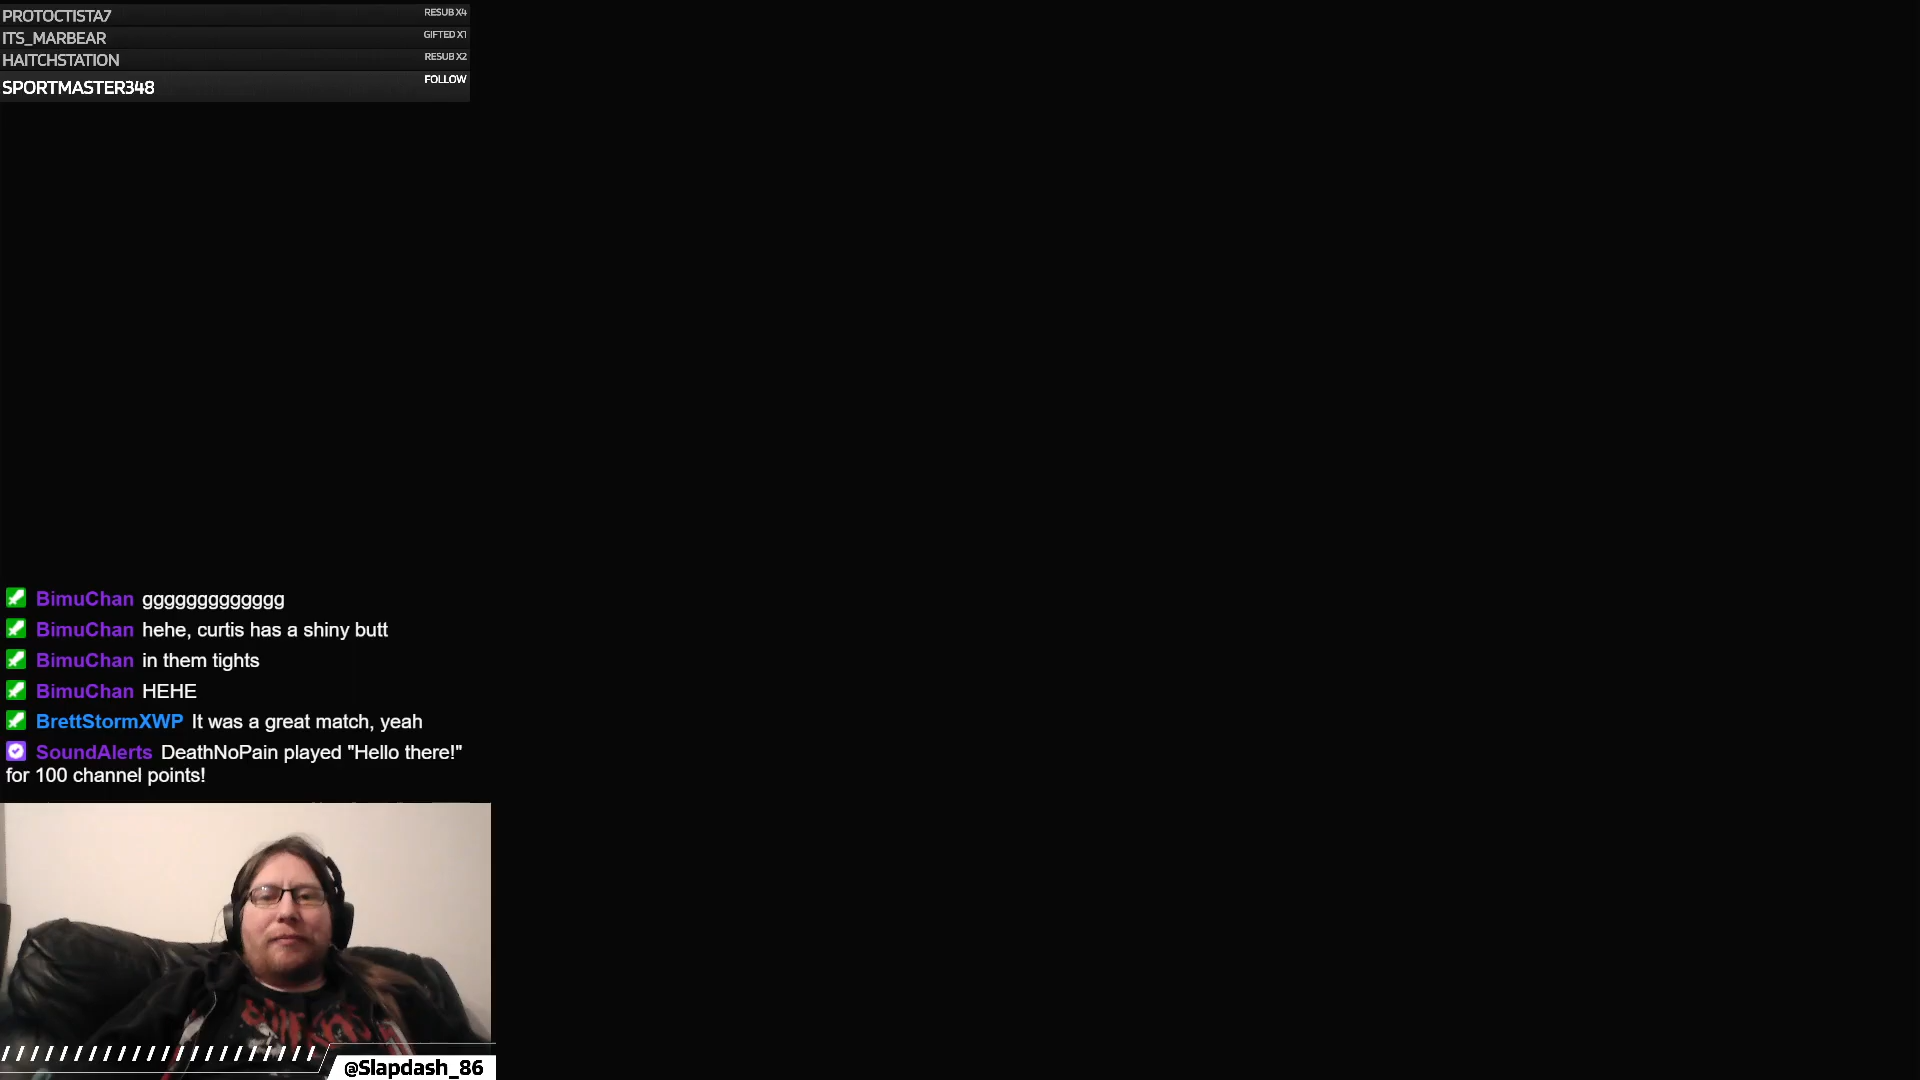 PROTOCTISTA7 RESUB X4
ITS_MARBEAR GIFTED X1
HAITCHSTATION RESUB X2
SPORTMASTER348 FOLLOW
BimuChan ggggggggggggg
BimuChan hehe, curtis has a shiny butt
BimuChan in them tights
BimuChan HEHE
BrettStormXWP It was a great match, yeah
SoundAlerts DeathNoPain played "Hello there!"
for 100 channel points!
@Slapdash_86